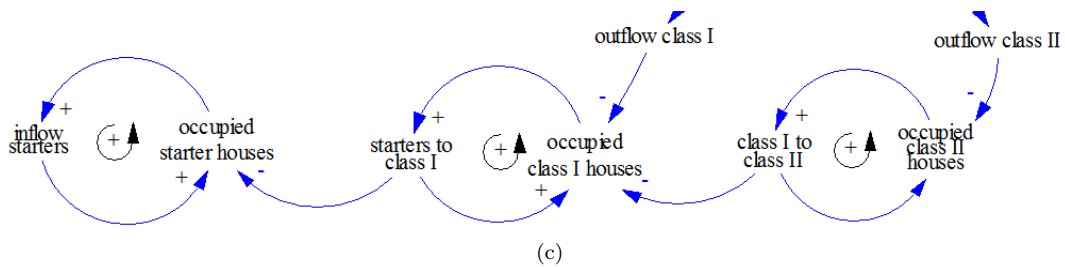 outflow class I
outflow class II
-
-
+
+
+
inflow
starters
+
occupied
starter houses
+
-
starters to
class I
+
occupied
class I houses
+
-
class I to
class II
+
occupied
class II
houses
(c)